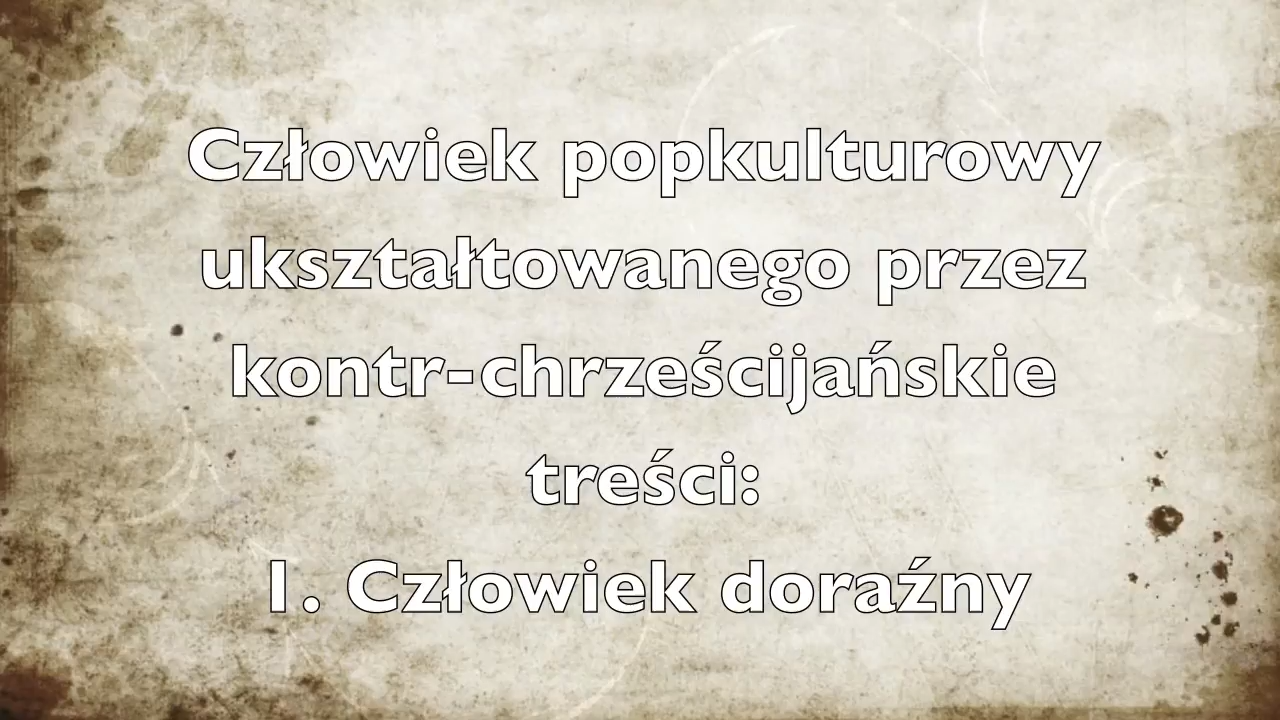 Człowiek popkulturowy
ukształtowanego przez
kontr-chrześcijańskie
treści:
1. Człowiek doraźny